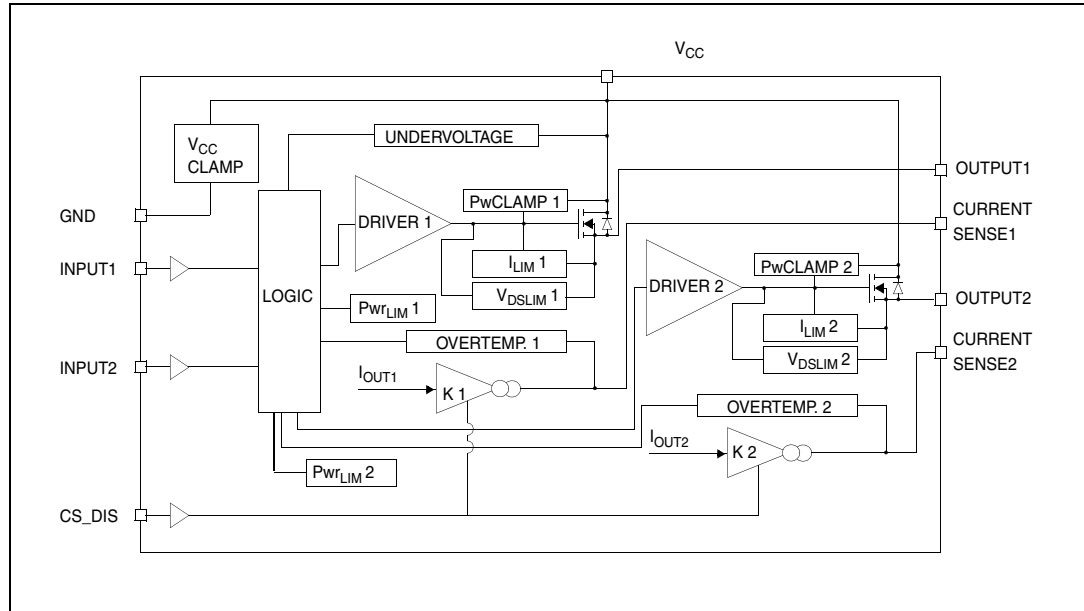 VCC
VCC
CLAMP
UNDERVOLTAGE
OUTPUT1
PwCLAMP 1
GND
DRIVER 1
CURRENT
SENSE1
INPUT1
ILIM 1
PwCLAMP 2
LOGIC
DRIVER 2
VDSLIM 1
PwrLIM 1
OUTPUT2
ILIM 2
OVERTEMP. 1
CURRENT
SENSE2
INPUT2
VDSLIM 2
IOUT1
K 1
OVERTEMP. 2
IOUT2
K 2
PwrLIM 2
CS_DIS